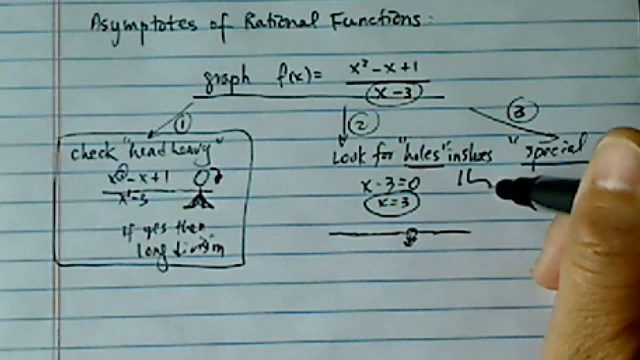 Asymptotes of Rational Functions:
graph f(x) = x² - x + 1
x - 3
① ② ③
check "head heavy"
x² - x + 1
x¹ - 3
if yes then
long division
Look for "holes" in shoes
x - 3 = 0
x = 3
"special